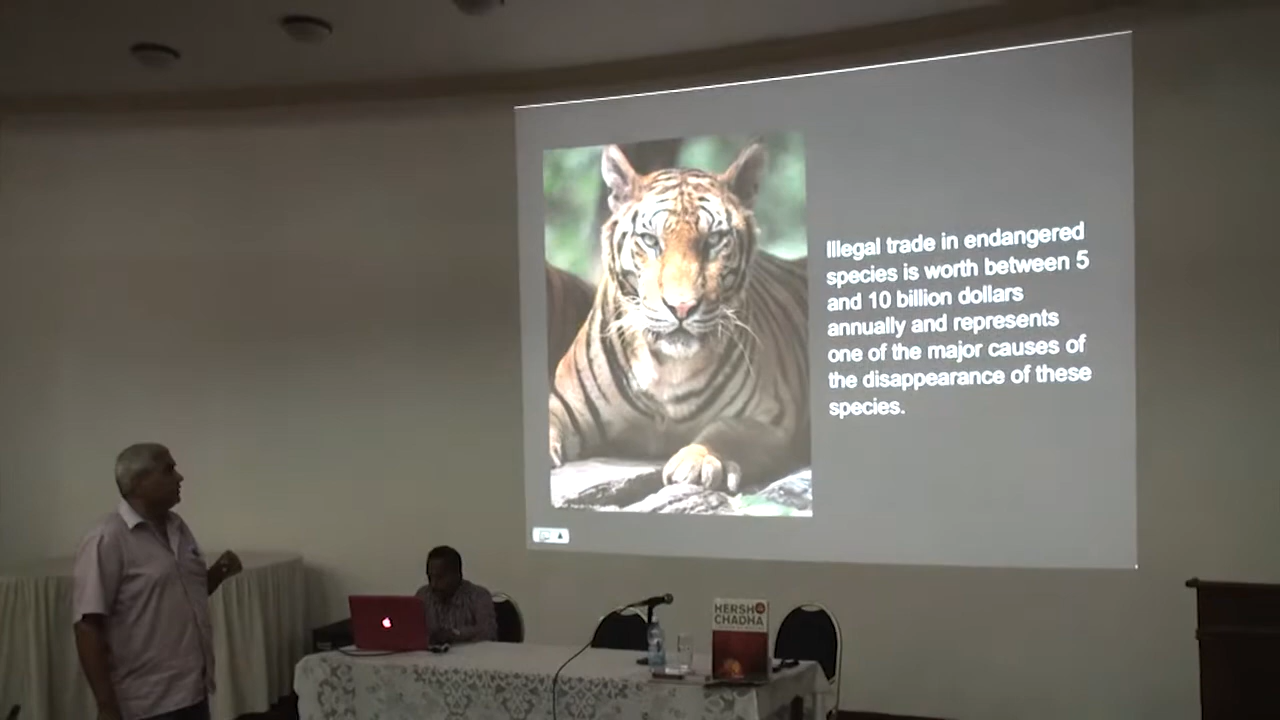 Illegal trade in endangered
species is worth between 5
and 10 billion dollars
annually and represents
one of the major causes of
the disappearance of these
species.
HERSH
CHADHA